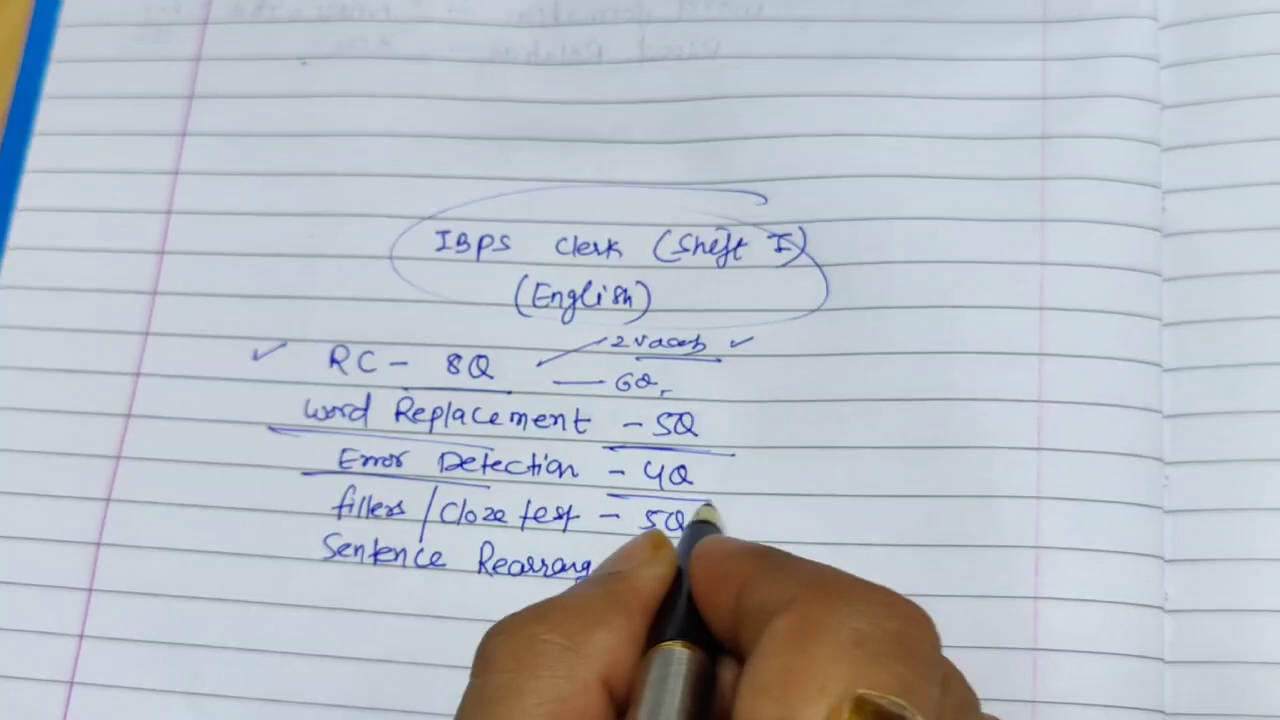 IBPS Clerk (Shift I)
(English)
RC - 8Q
2 Vocab
6Q,
Word Replacement - 5Q
Error Detection - 4Q
fillers / Cloze test - 5Q
Sentence Rearrang